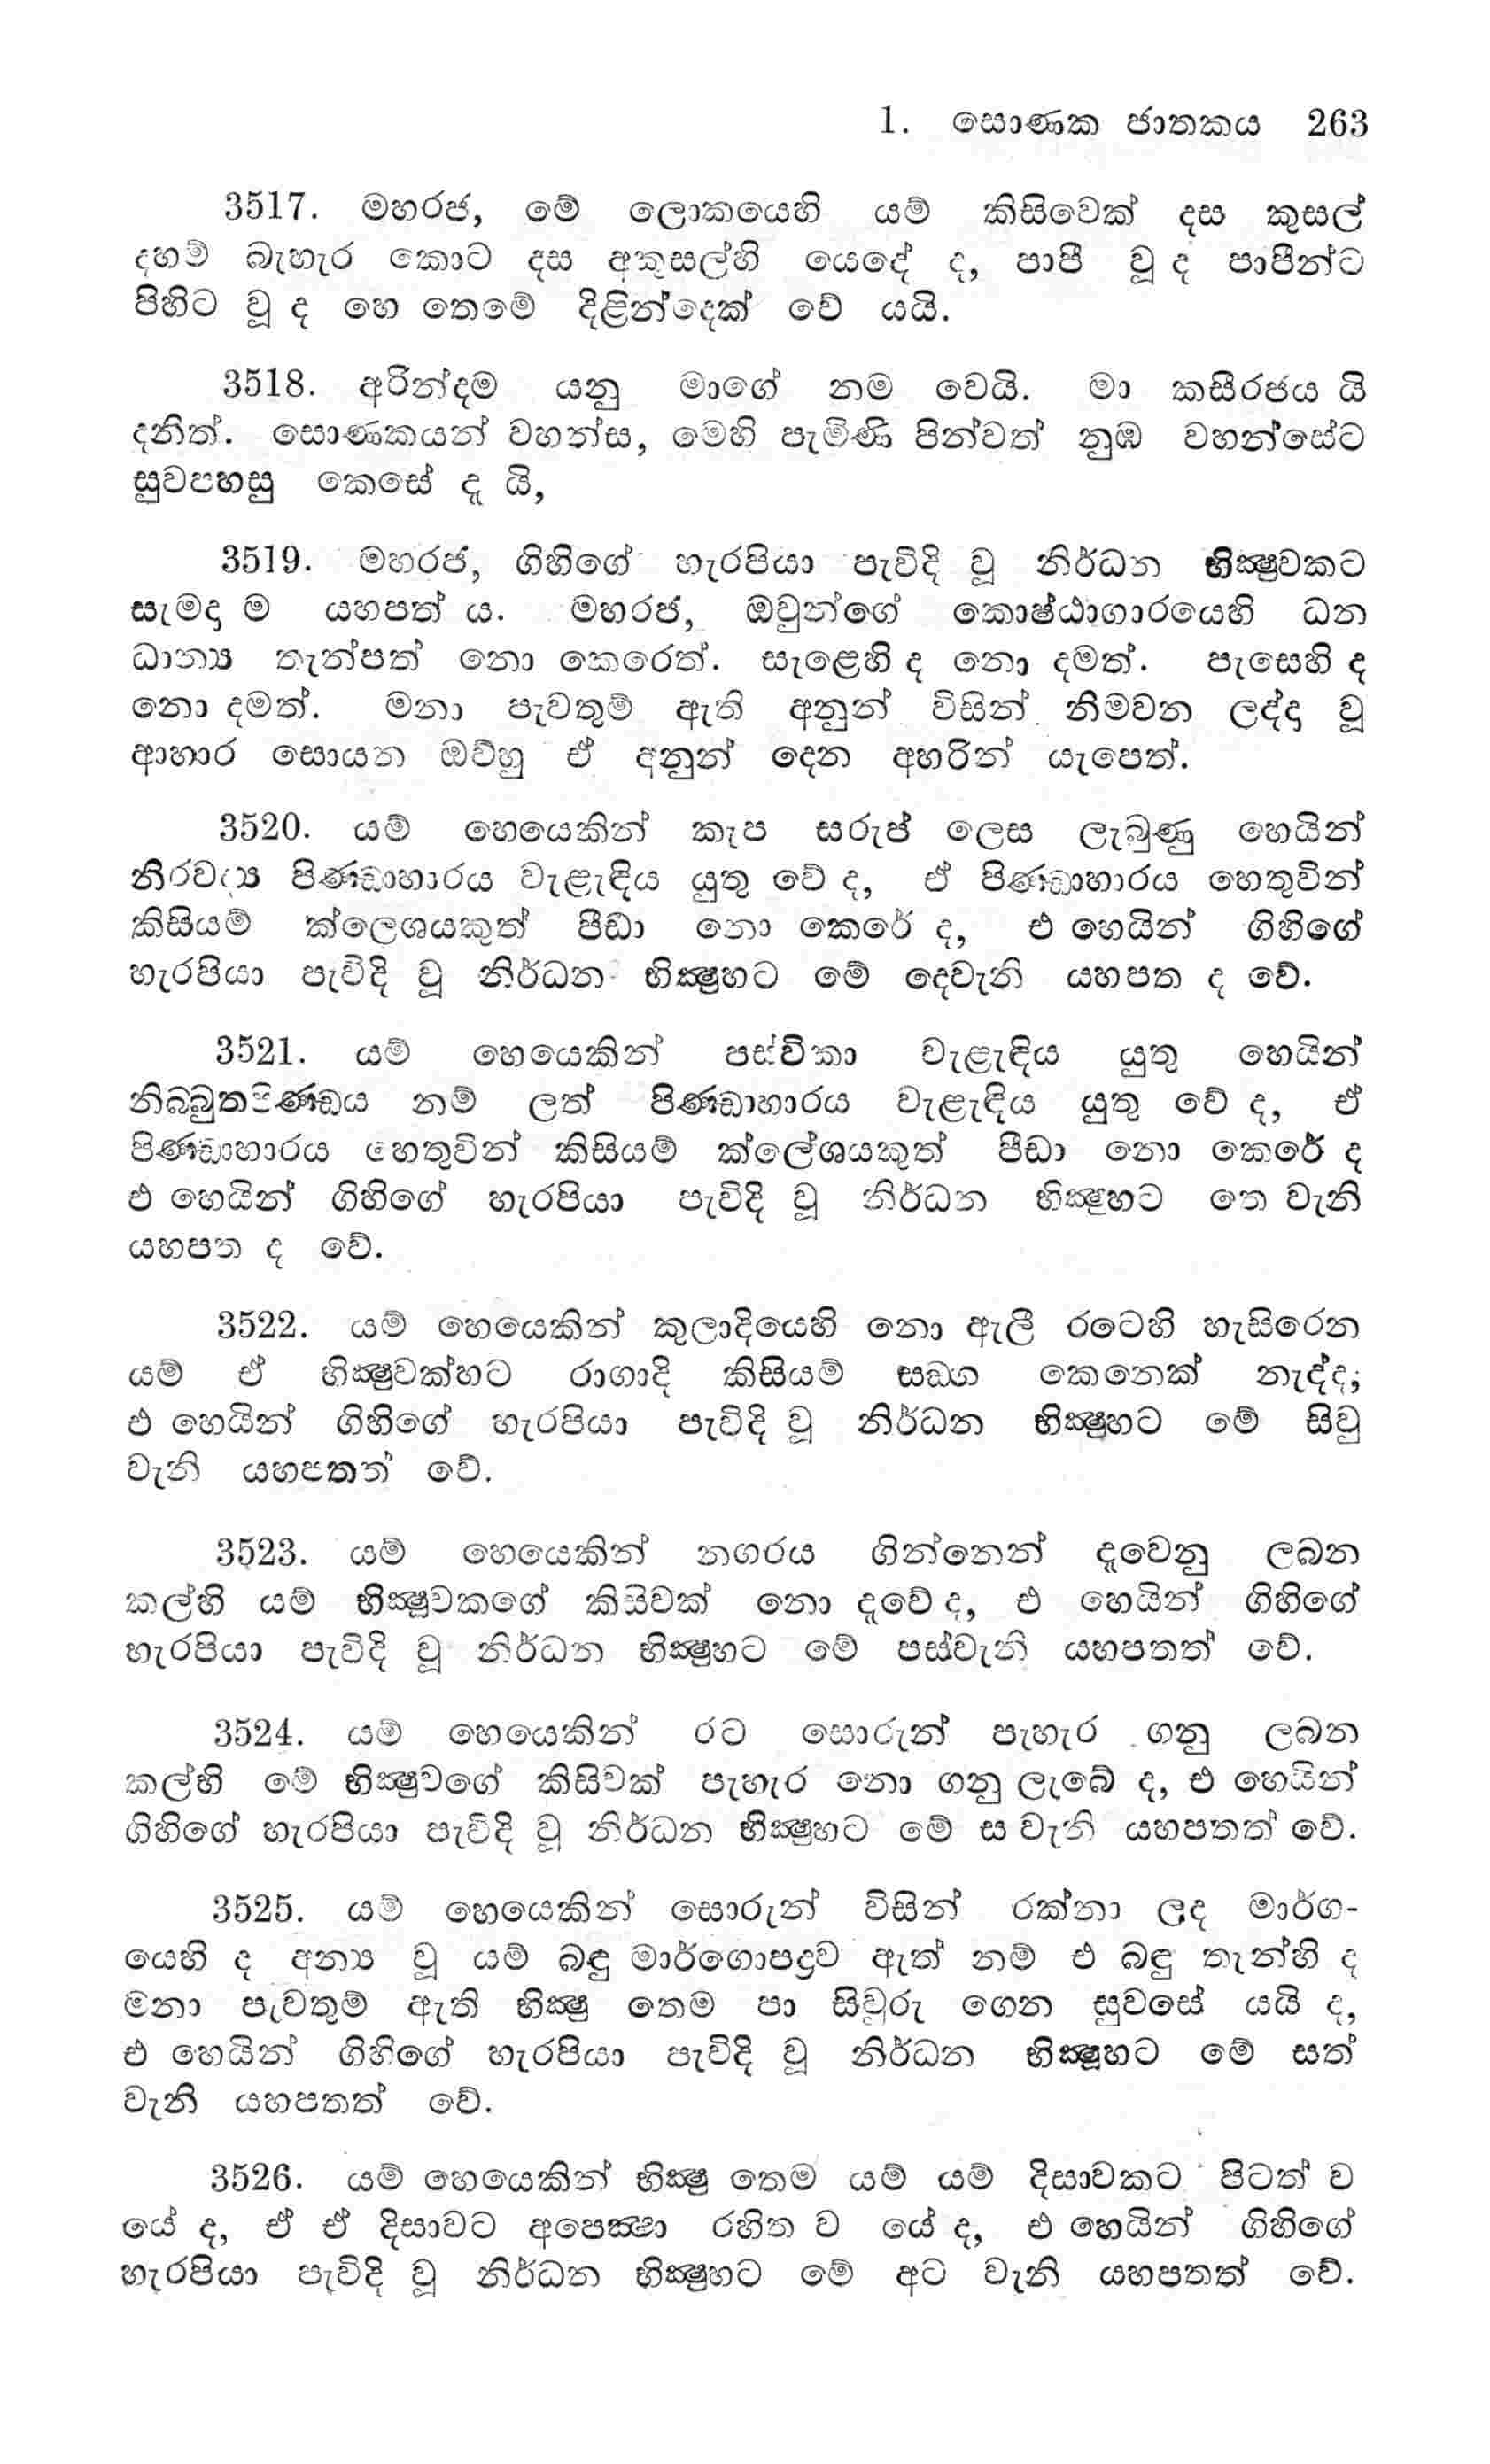 1. සොණක ජාතකය 263
3517. මහරජ, මේ ලොකයෙහි යම් කිසිවෙක් දස කුසල්
දහම් බැහැර කොට දස අකුසල්හි යෙදේ ද, පාපී වූ ද පාපීන්ට
පිහිට වූ ද හෙ තෙමේ දිළින්දෙක් වේ යයි.
3518. අරින්දම යනු මාගේ නම වෙයි. මා කසීරජය යි
දනිත්. සොණකයන් වහන්ස, මෙහි පැමිණි පින්වත් නුඹ වහන්සේට
සුවපහසු කෙසේ දැ යි,
3519. මහරජ, ගිහිගේ හැරපියා පැවිදි වූ නිර්ධන භික්‍ෂුවකට
සැමදා ම යහපත් ය. මහරජ, ඔවුන්ගේ කොෂ්ඨාගාරයෙහි ධන
ධාන්‍ය තැන්පත් නො කෙරෙත්. සැළෙහි ද නො දමත්. පැසෙහි ද
නො දමත්. මනා පැවතුම් ඇති අනුන් විසින් නිමවන ලද්දා වූ
ආහාර සොයන ඔව්හු ඒ අනුන් දෙන අහරින් යැපෙත්.
3520. යම් හෙයෙකින් කැප සරුප් ලෙස ලැබුණු හෙයින්
නිරවද්‍ය පිණ්ඩාහාරය වැළැඳිය යුතු වේ ද, ඒ පිණ්ඩාහාරය හෙතුවින්
කිසියම් ක්ලෙශයකුත් පීඩා නො කෙරේ ද, එ හෙයින් ගිහිගේ
හැරපියා පැවිදි වූ නිර්ධන භික්‍ෂුහට මේ දෙවැනි යහපත ද වේ.
3521. යම් හෙයෙකින් පස්විකා වැළැඳිය යුතු හෙයින්
නිබ්බුතපිණ්ඩය නම් ලත් පිණ්ඩාහාරය වැළැඳිය යුතු වේ ද, ඒ
පිණ්ඩාහාරය හෙතුවින් කිසියම් ක්ලේශයකුත් පීඩා නො කෙරේ ද
එ හෙයින් ගිහිගේ හැරපියා පැවිදි වූ නිර්ධන භික්‍ෂුහට තෙ වැනි
යහපත ද වේ.
3522. යම් හෙයෙකින් කුලාදියෙහි නො ඇලී රටෙහි හැසිරෙන
යම් ඒ භික්‍ෂුවක්හට රාගාදි කිසියම් සඞ්ග කෙනෙක් නැද්ද;
එ හෙයින් ගිහිගේ හැරපියා පැවිදි වූ නිර්ධන භික්‍ෂුහට මේ සිවු
වැනි යහපතත් වේ.
3523. යම් හෙයෙකින් නගරය ගින්නෙන් දැවෙනු ලබන
කල්හි යම් භික්‍ෂුවකගේ කිසිවක් නො දැවේ ද, එ හෙයින් ගිහිගේ
හැරපියා පැවිදි වූ නිර්ධන භික්‍ෂුහට මේ පස්වැනි යහපතත් වේ.
3524. යම් හෙයෙකින් රට සොරුන් පැහැර ගනු ලබන
කල්හි මේ භික්‍ෂුවගේ කිසිවක් පැහැර නො ගනු ලැබේ ද, එ හෙයින්
ගිහිගේ හැරපියා පැවිදි වූ නිර්ධන භික්‍ෂුහට මේ ස වැනි යහපතත් වේ.
3525. යම් හෙයෙකින් සොරුන් විසින් රක්නා ලද මාර්ග-
යෙහි ද අන්‍ය වූ යම් බඳු මාර්ගොපද්‍රව ඇත් නම් එ බඳු තැන්හි ද
මනා පැවතුම් ඇති භික්‍ෂු තෙම පා සිවුරු ගෙන සුවසේ යයි ද,
එ හෙයින් ගිහිගේ හැරපියා පැවිදි වූ නිර්ධන භික්‍ෂුහට මේ සත්
වැනි යහපතත් වේ.
3526. යම් හෙයෙකින් භික්‍ෂු තෙම යම් යම් දිසාවකට පිටත් ව
යේ ද, ඒ ඒ දිසාවට අපෙක්‍ෂා රහිත ව යේ ද, එ හෙයින් ගිහිගේ
හැරපියා පැවිදි වූ නිර්ධන භික්‍ෂුහට මේ අට වැනි යහපතත් වේ.